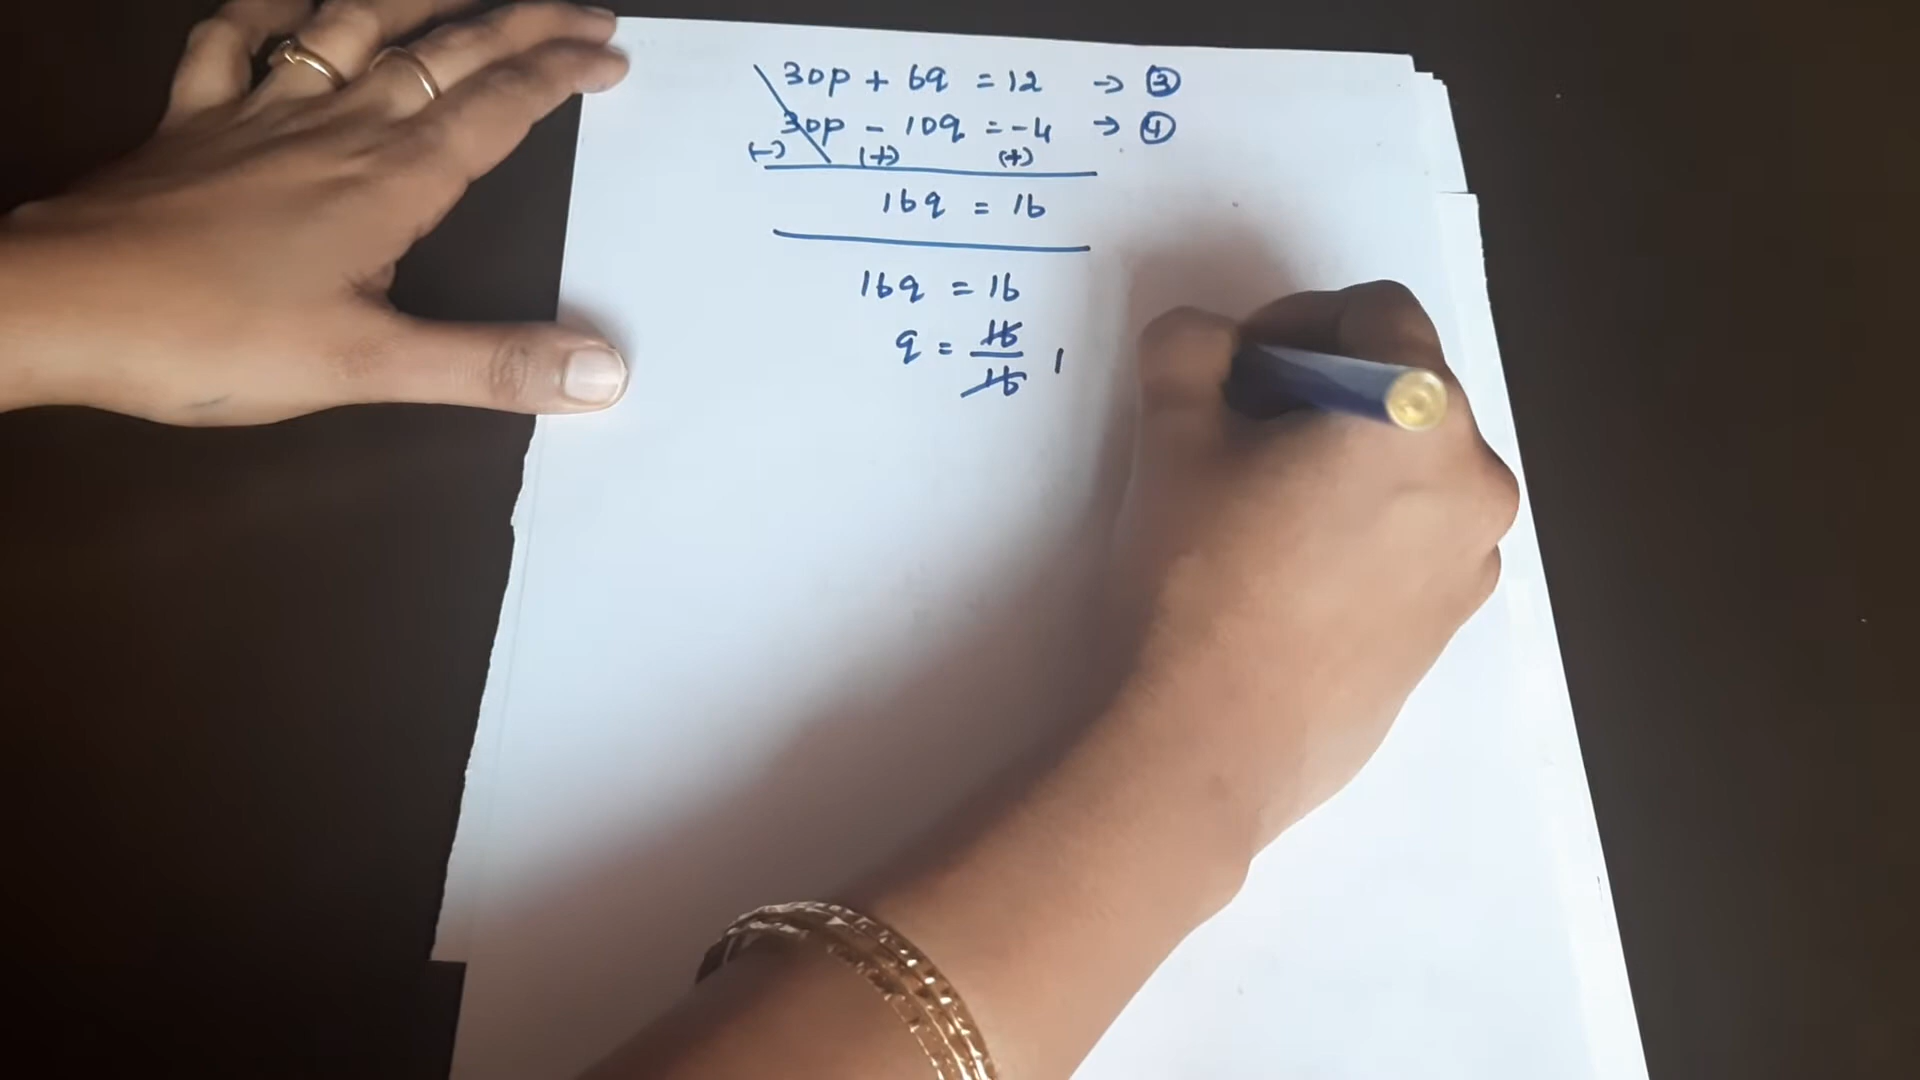 30p + 6q = 12 → ③
30p - 10q = -4 → ④
(-) (+) (+)
16q = 16
16q = 16
q = 16/16 1